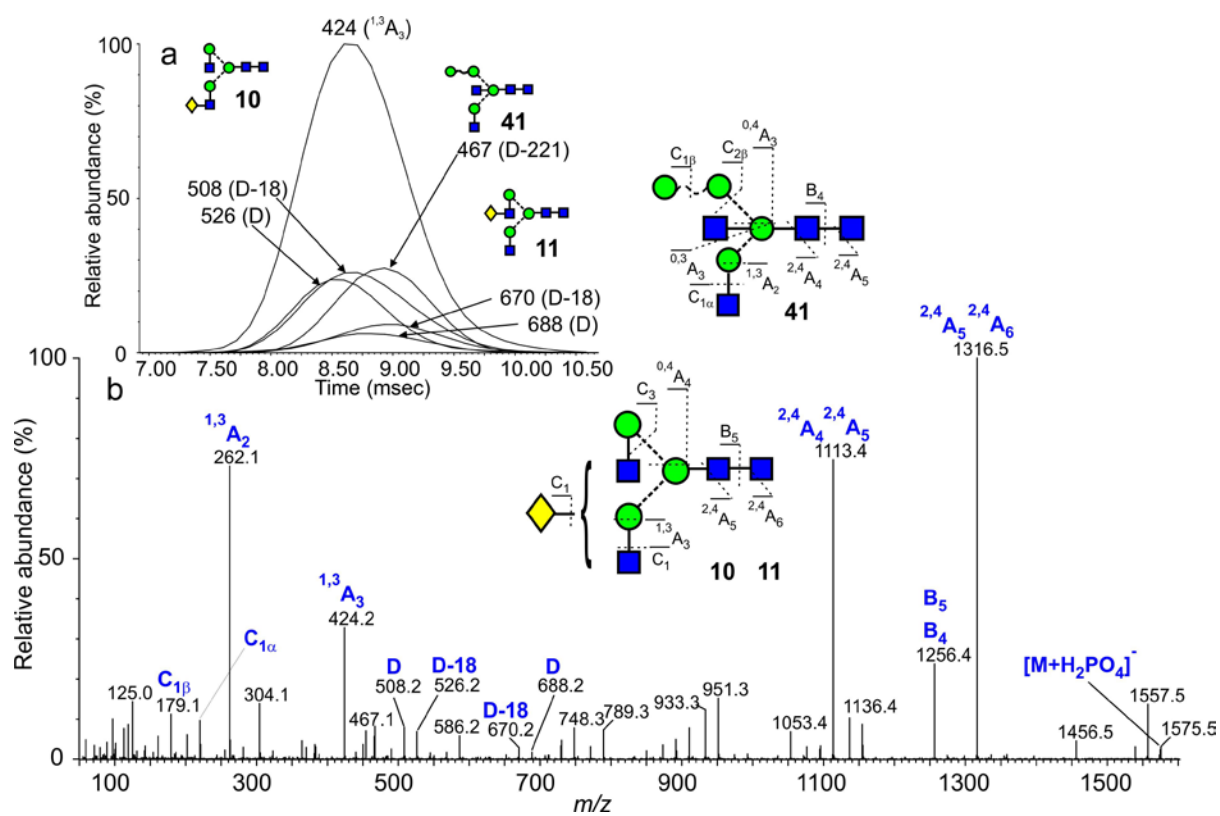 a
424 (1,3A3)
10
41
467 (D-221)
508 (D-18)
526 (D)
11
670 (D-18)
688 (D)
Relative abundance (%)
100
50
0
7.00 7.50 8.00 8.50 9.00 9.50 10.00 10.50
Time (msec)
0,4A3
C1β C2β
B4
0,3A3
1,3A2
2,4A4
2,4A5
C1α
41
b
Relative abundance (%)
100
50
0
2,4A5 2,4A6
1316.5
1,3A2
262.1
2,4A4 2,4A5
1113.4
C3
0,4A4
B5
C1
2,4A5
2,4A6
1,3A3
C1
10 11
1,3A3
424.2
B5
B4
1256.4
C1α
C1β
179.1
125.0
304.1
467.1
D
508.2
D-18
526.2
586.2
D-18
670.2
D
688.2
748.3
789.3
933.3
951.3
1053.4
1136.4
[M+H2PO4]-
1456.5
1557.5
1575.5
100 300 500 700 900 1100 1300 1500
m/z